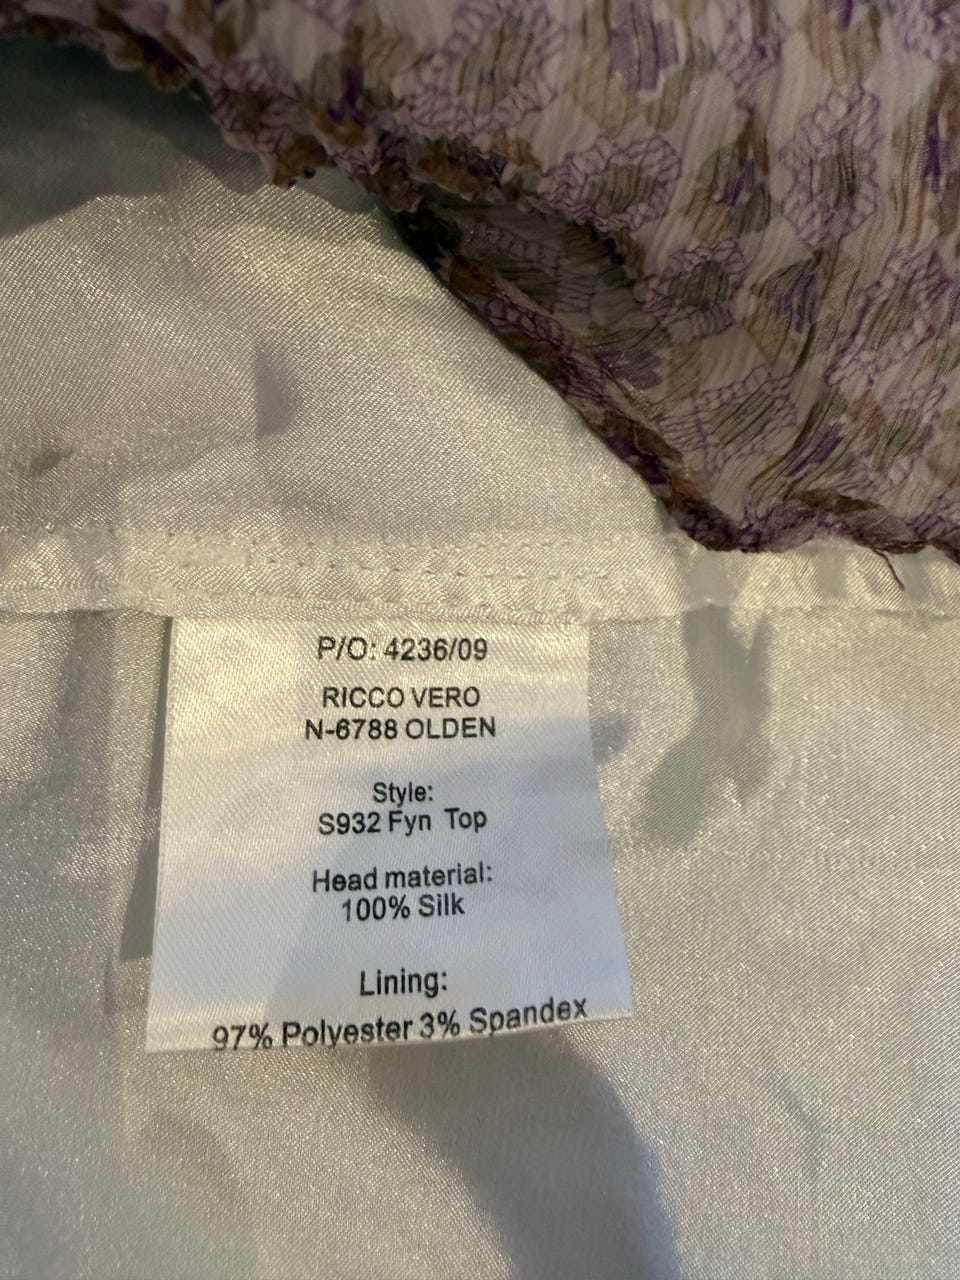 P/O: 4236/09
RICCO VERO
N-6788 OLDEN
Style:
S932 Fyn Top
Head material:
100% Silk
Lining:
97% Polyester 3% Spandex